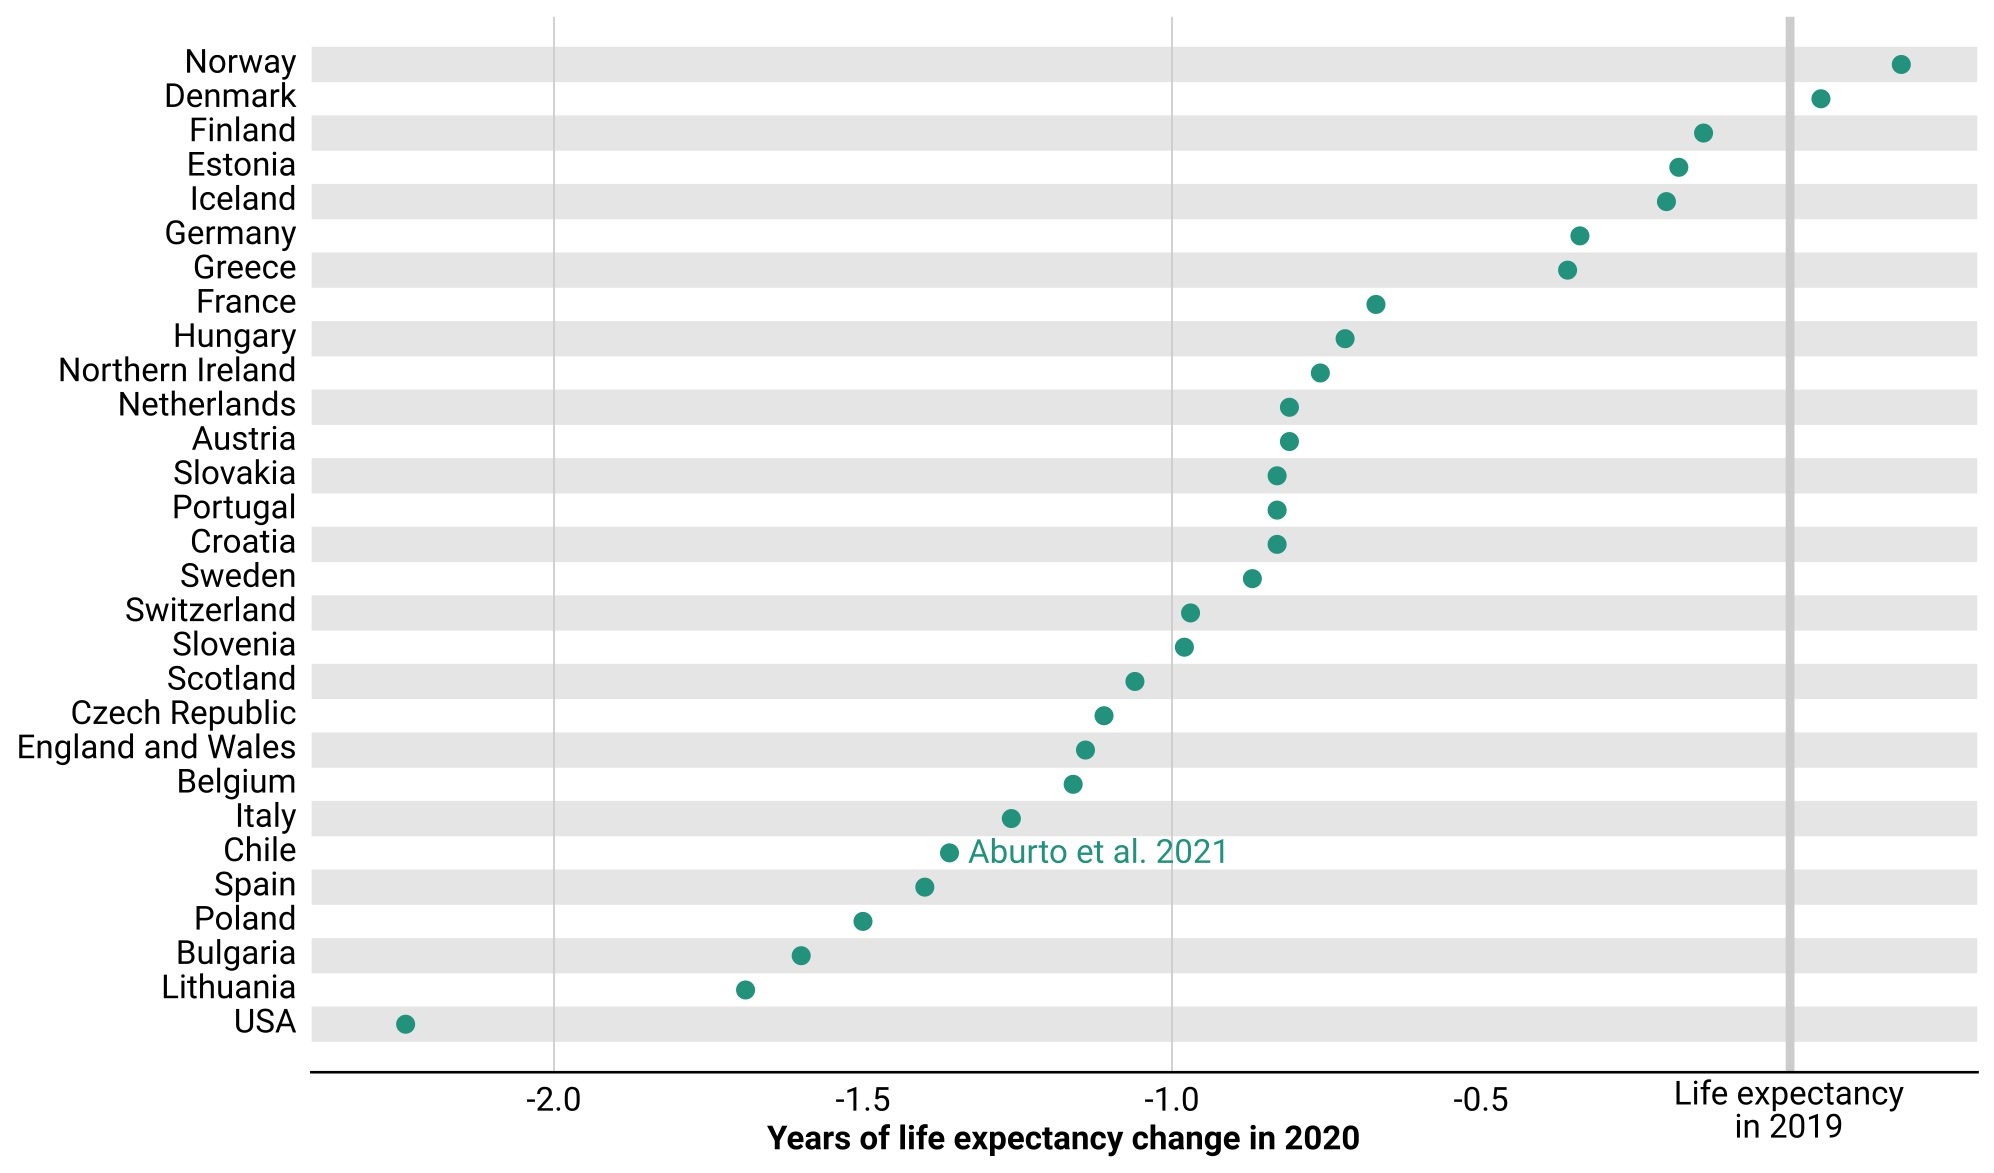 Norway
Denmark
Finland
Estonia
Iceland
Germany
Greece
France
Hungary
Northern Ireland
Netherlands
Austria
Slovakia
Portugal
Croatia
Sweden
Switzerland
Slovenia
Scotland
Czech Republic
England and Wales
Belgium
Italy
Chile Aburto et al. 2021
Spain
Poland
Bulgaria
Lithuania
USA
-2.0 -1.5 -1.0 -0.5 Life expectancy
in 2019
Years of life expectancy change in 2020